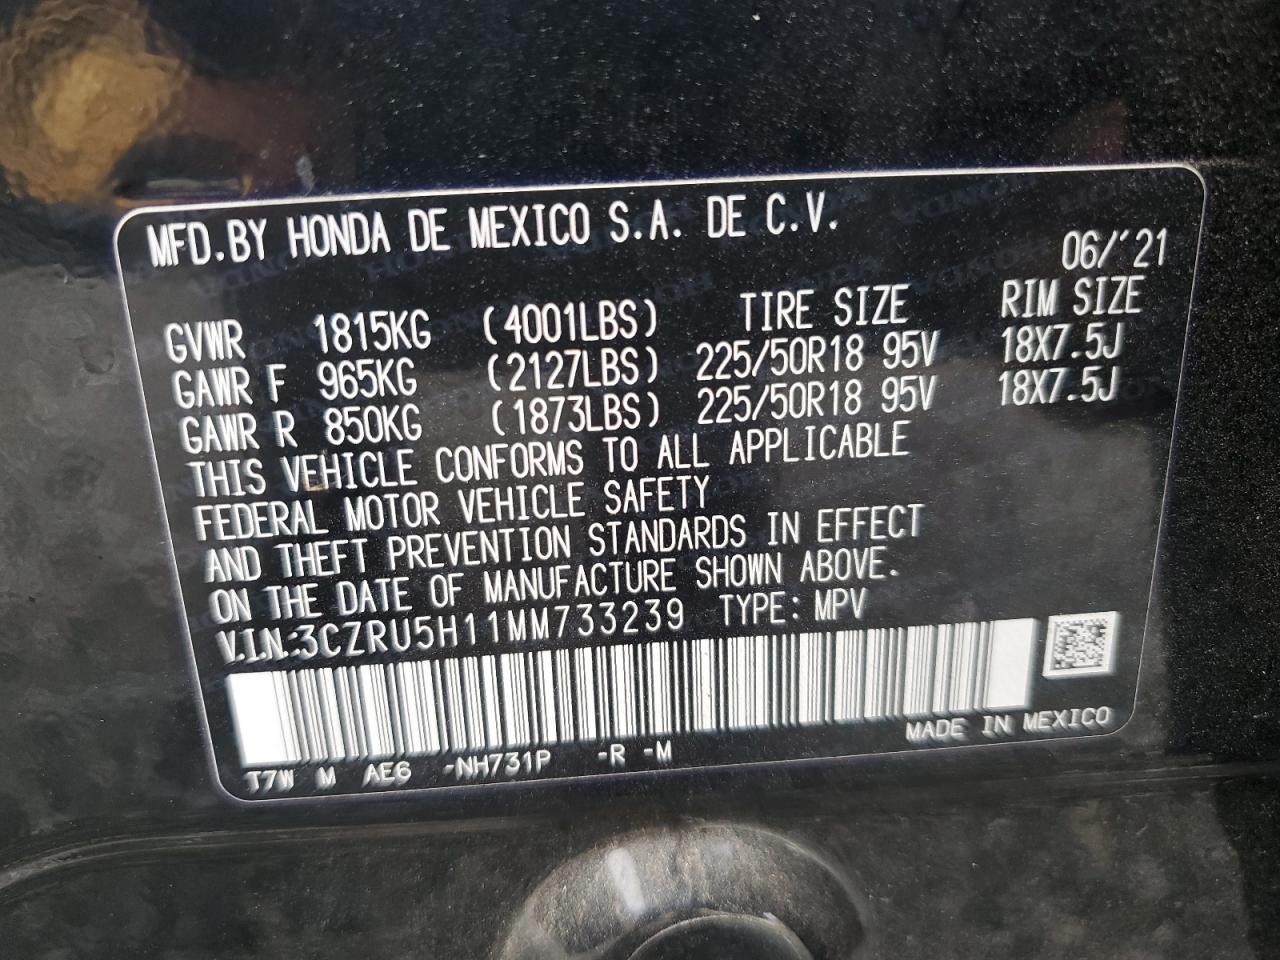 MFD.BY HONDA DE MEXICO S.A. DE C.V.
06/'21
GVWR 1815KG (4001LBS) TIRE SIZE RIM SIZE
GAWR F 965KG (2127LBS) 225/50R18 95V 18X7.5J
GAWR R 850KG (1873LBS) 225/50R18 95V 18X7.5J
THIS VEHICLE CONFORMS TO ALL APPLICABLE
FEDERAL MOTOR VEHICLE SAFETY
AND THEFT PREVENTION STANDARDS IN EFFECT
ON THE DATE OF MANUFACTURE SHOWN ABOVE.
V.I.N:3CZRU5H11MM733239 TYPE: MPV
MADE IN MEXICO
T7W M AE6 -NH731P -R -M